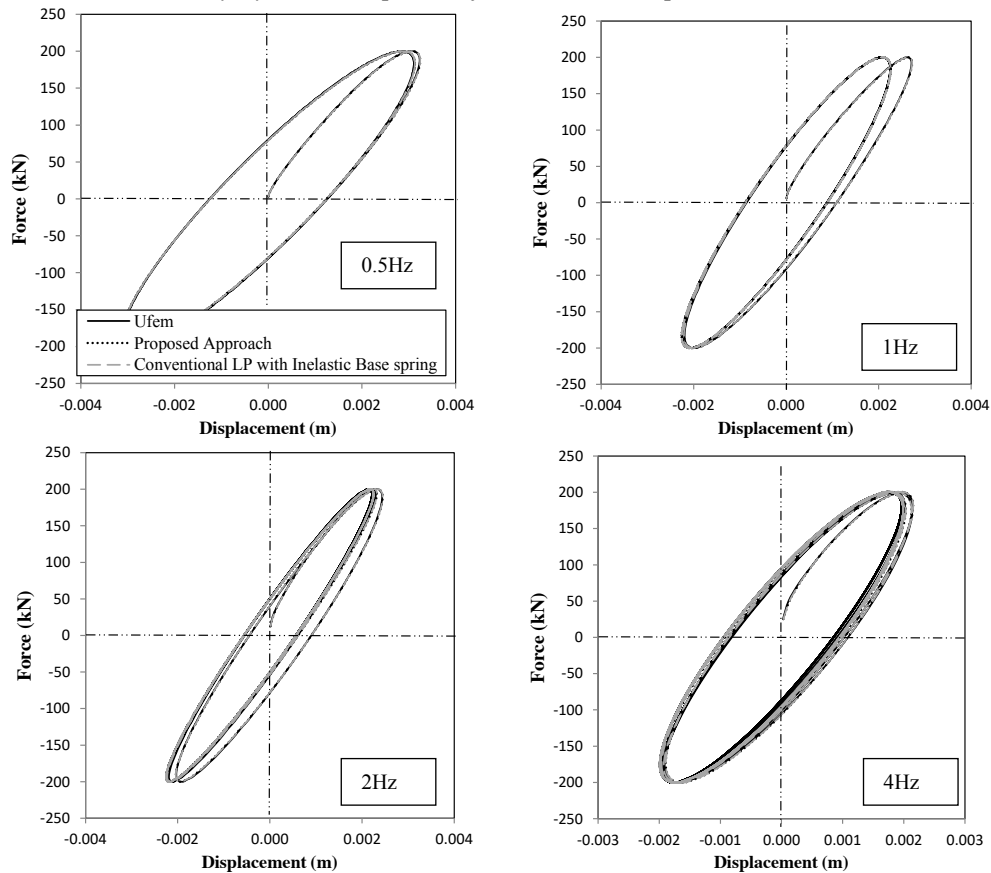 250
200
150
100
50
0
-50
-100
-150
-200
-250
Force (kN)
0.5Hz
Ufem
Proposed Approach
Conventional LP with Inelastic Base spring
-0.004 -0.002 0.000 0.002 0.004
Displacement (m)
250
200
150
100
50
0
-50
-100
-150
-200
-250
Force (kN)
1Hz
-0.004 -0.002 0.000 0.002 0.004
Displacement (m)
250
200
150
100
50
0
-50
-100
-150
-200
-250
Force (kN)
2Hz
-0.004 -0.002 0.000 0.002 0.004
Displacement (m)
250
200
150
100
50
0
-50
-100
-150
-200
-250
Force (kN)
4Hz
-0.003 -0.002 -0.001 0.000 0.001 0.002 0.003
Displacement (m)